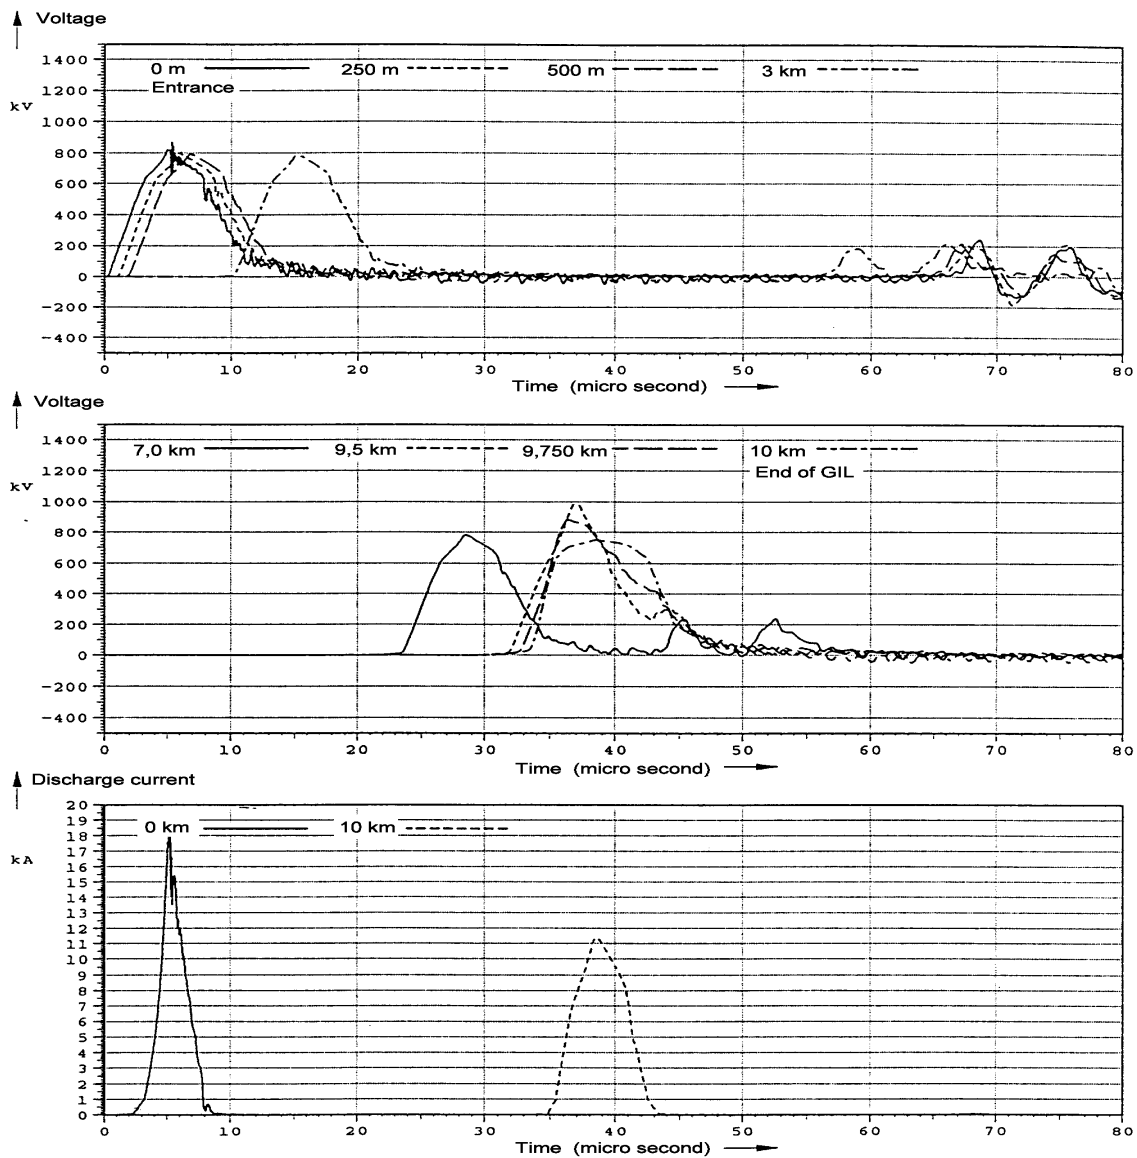 Voltage
1400
0 m 250 m 500 m 3 km
1200
Entrance
kV
1000
800
600
400
200
0
-200
-400
0 10 20 30 40 50 60 70 80
Time (micro second)
Voltage
1400
7,0 km 9,5 km 9,750 km 10 km
1200
End of GIL
kV
1000
800
600
400
200
0
-200
-400
0 10 20 30 40 50 60 70 80
Time (micro second)
Discharge current
20
19
0 km 10 km
18
17
kA
16
15
14
13
12
11
10
9
8
7
6
5
4
3
2
1
0
0 10 20 30 40 50 60 70 80
Time (micro second)